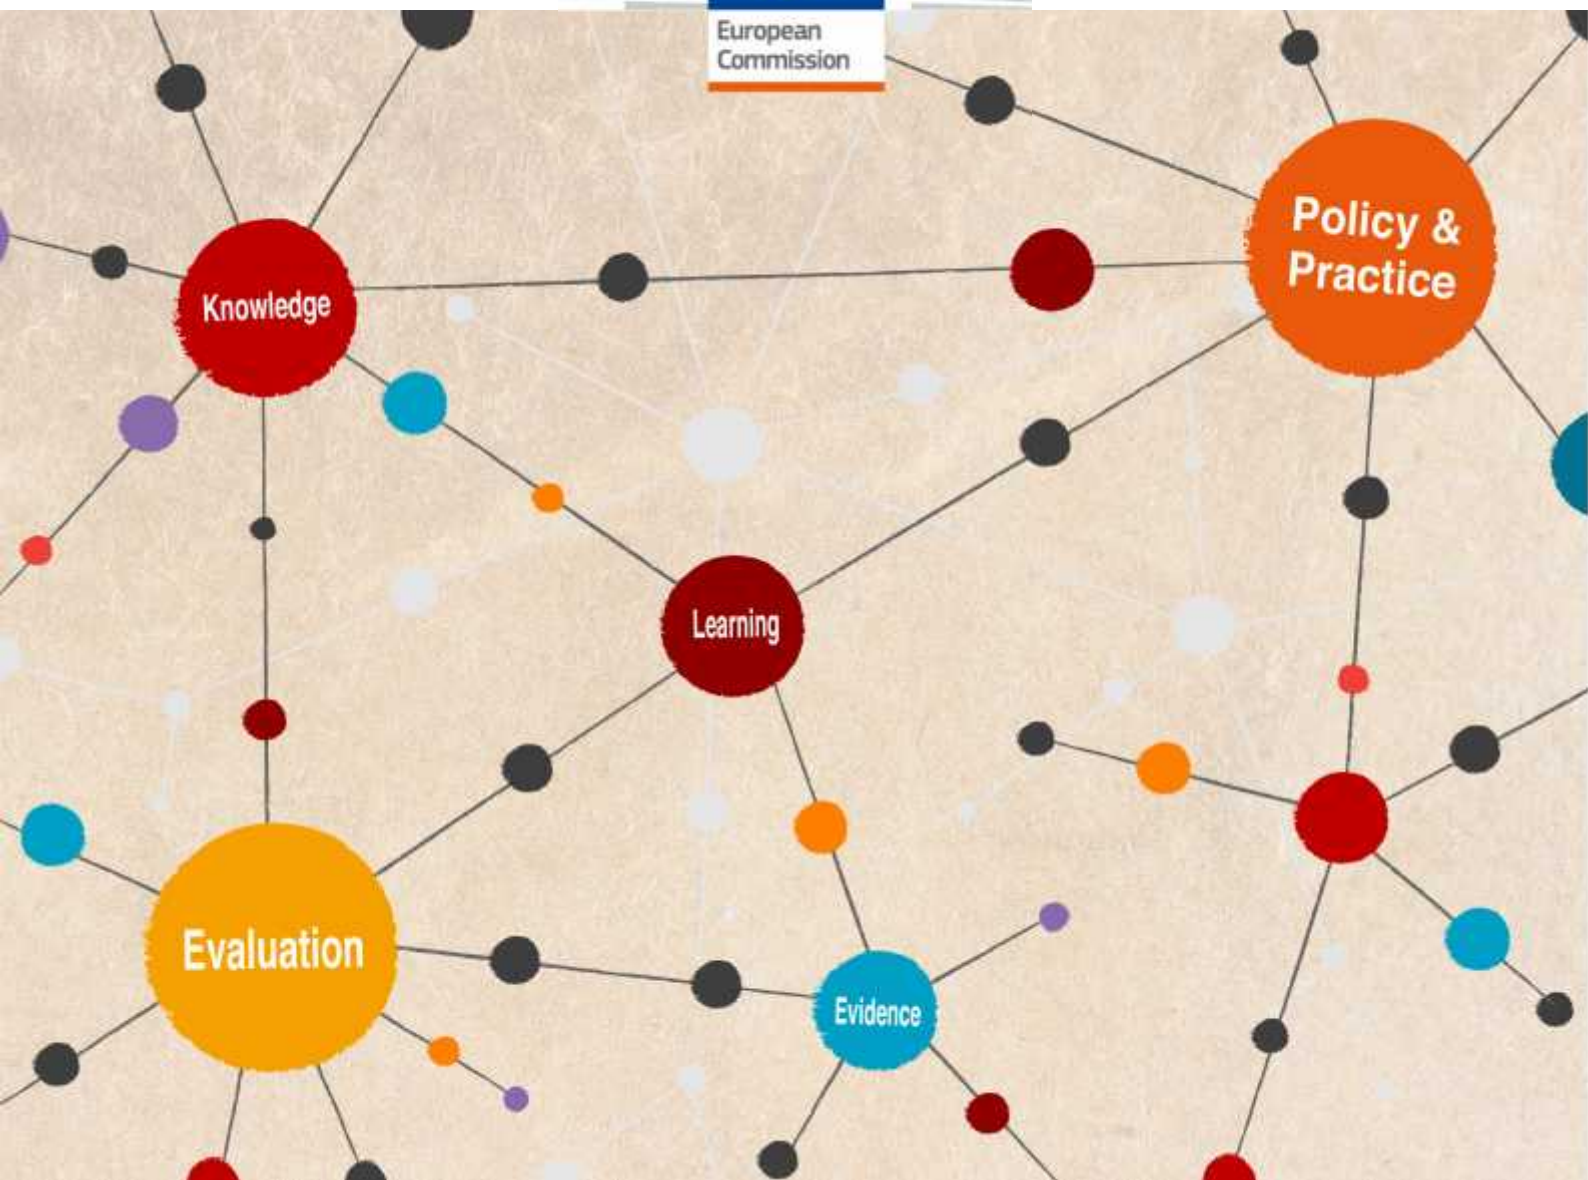 European
Commission
Policy &
Practice
Knowledge
Learning
Evaluation
Evidence